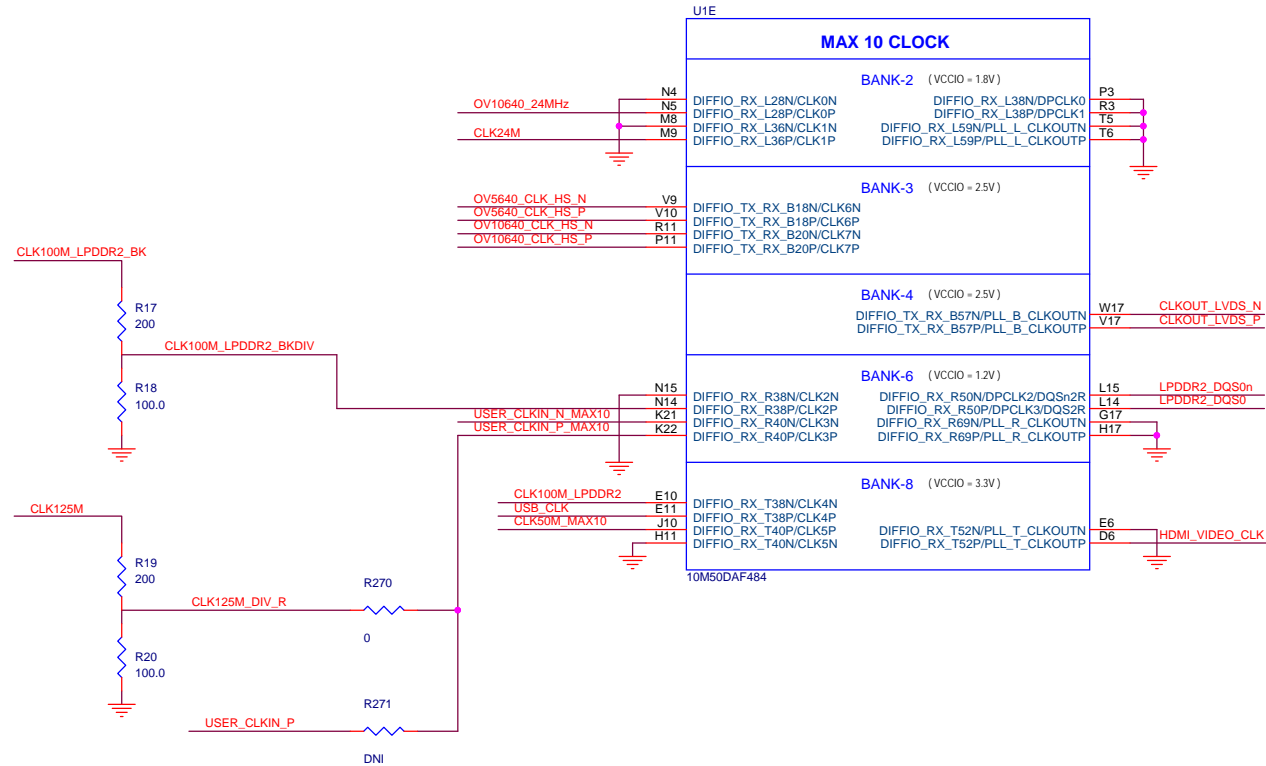 U1E
MAX 10 CLOCK
BANK-2 ( VCCIO = 1.8V )
OV10640_24MHz
CLK24M
N4 DIFFIO_RX_L28N/CLK0N
N5 DIFFIO_RX_L28P/CLK0P
M8 DIFFIO_RX_L36N/CLK1N
M9 DIFFIO_RX_L36P/CLK1P
DIFFIO_RX_L38N/DPCLK0 P3
DIFFIO_RX_L38P/DPCLK1 R3
DIFFIO_RX_L59N/PLL_L_CLKOUTN T5
DIFFIO_RX_L59P/PLL_L_CLKOUTP T6
BANK-3 ( VCCIO = 2.5V )
OV5640_CLK_HS_N V9 DIFFIO_TX_RX_B18N/CLK6N
OV5640_CLK_HS_P V10 DIFFIO_TX_RX_B18P/CLK6P
OV10640_CLK_HS_N R11 DIFFIO_TX_RX_B20N/CLK7N
OV10640_CLK_HS_P P11 DIFFIO_TX_RX_B20P/CLK7P
BANK-4 ( VCCIO = 2.5V )
DIFFIO_TX_RX_B57N/PLL_B_CLKOUTN W17 CLKOUT_LVDS_N
DIFFIO_TX_RX_B57P/PLL_B_CLKOUTP V17 CLKOUT_LVDS_P
CLK100M_LPDDR2_BK
R17
200
CLK100M_LPDDR2_BKDIV
R18
100.0
BANK-6 ( VCCIO = 1.2V )
N15 DIFFIO_RX_R38N/CLK2N
N14 DIFFIO_RX_R38P/CLK2P
USER_CLKIN_N_MAX10 K21 DIFFIO_RX_R40N/CLK3N
USER_CLKIN_P_MAX10 K22 DIFFIO_RX_R40P/CLK3P
DIFFIO_RX_R50N/DPCLK2/DQSn2R L15 LPDDR2_DQS0n
DIFFIO_RX_R50P/DPCLK3/DQS2R L14 LPDDR2_DQS0
DIFFIO_RX_R69N/PLL_R_CLKOUTN G17
DIFFIO_RX_R69P/PLL_R_CLKOUTP H17
BANK-8 ( VCCIO = 3.3V )
CLK100M_LPDDR2 E10 DIFFIO_RX_T38N/CLK4N
USB_CLK E11 DIFFIO_RX_T38P/CLK4P
CLK50M_MAX10 J10 DIFFIO_RX_T40P/CLK5P
H11 DIFFIO_RX_T40N/CLK5N
DIFFIO_RX_T52N/PLL_T_CLKOUTN E6
DIFFIO_RX_T52P/PLL_T_CLKOUTP D6 HDMI_VIDEO_CLK
10M50DAF484
CLK125M
R19
200
CLK125M_DIV_R
R270
0
R20
100.0
USER_CLKIN_P
R271
DNI